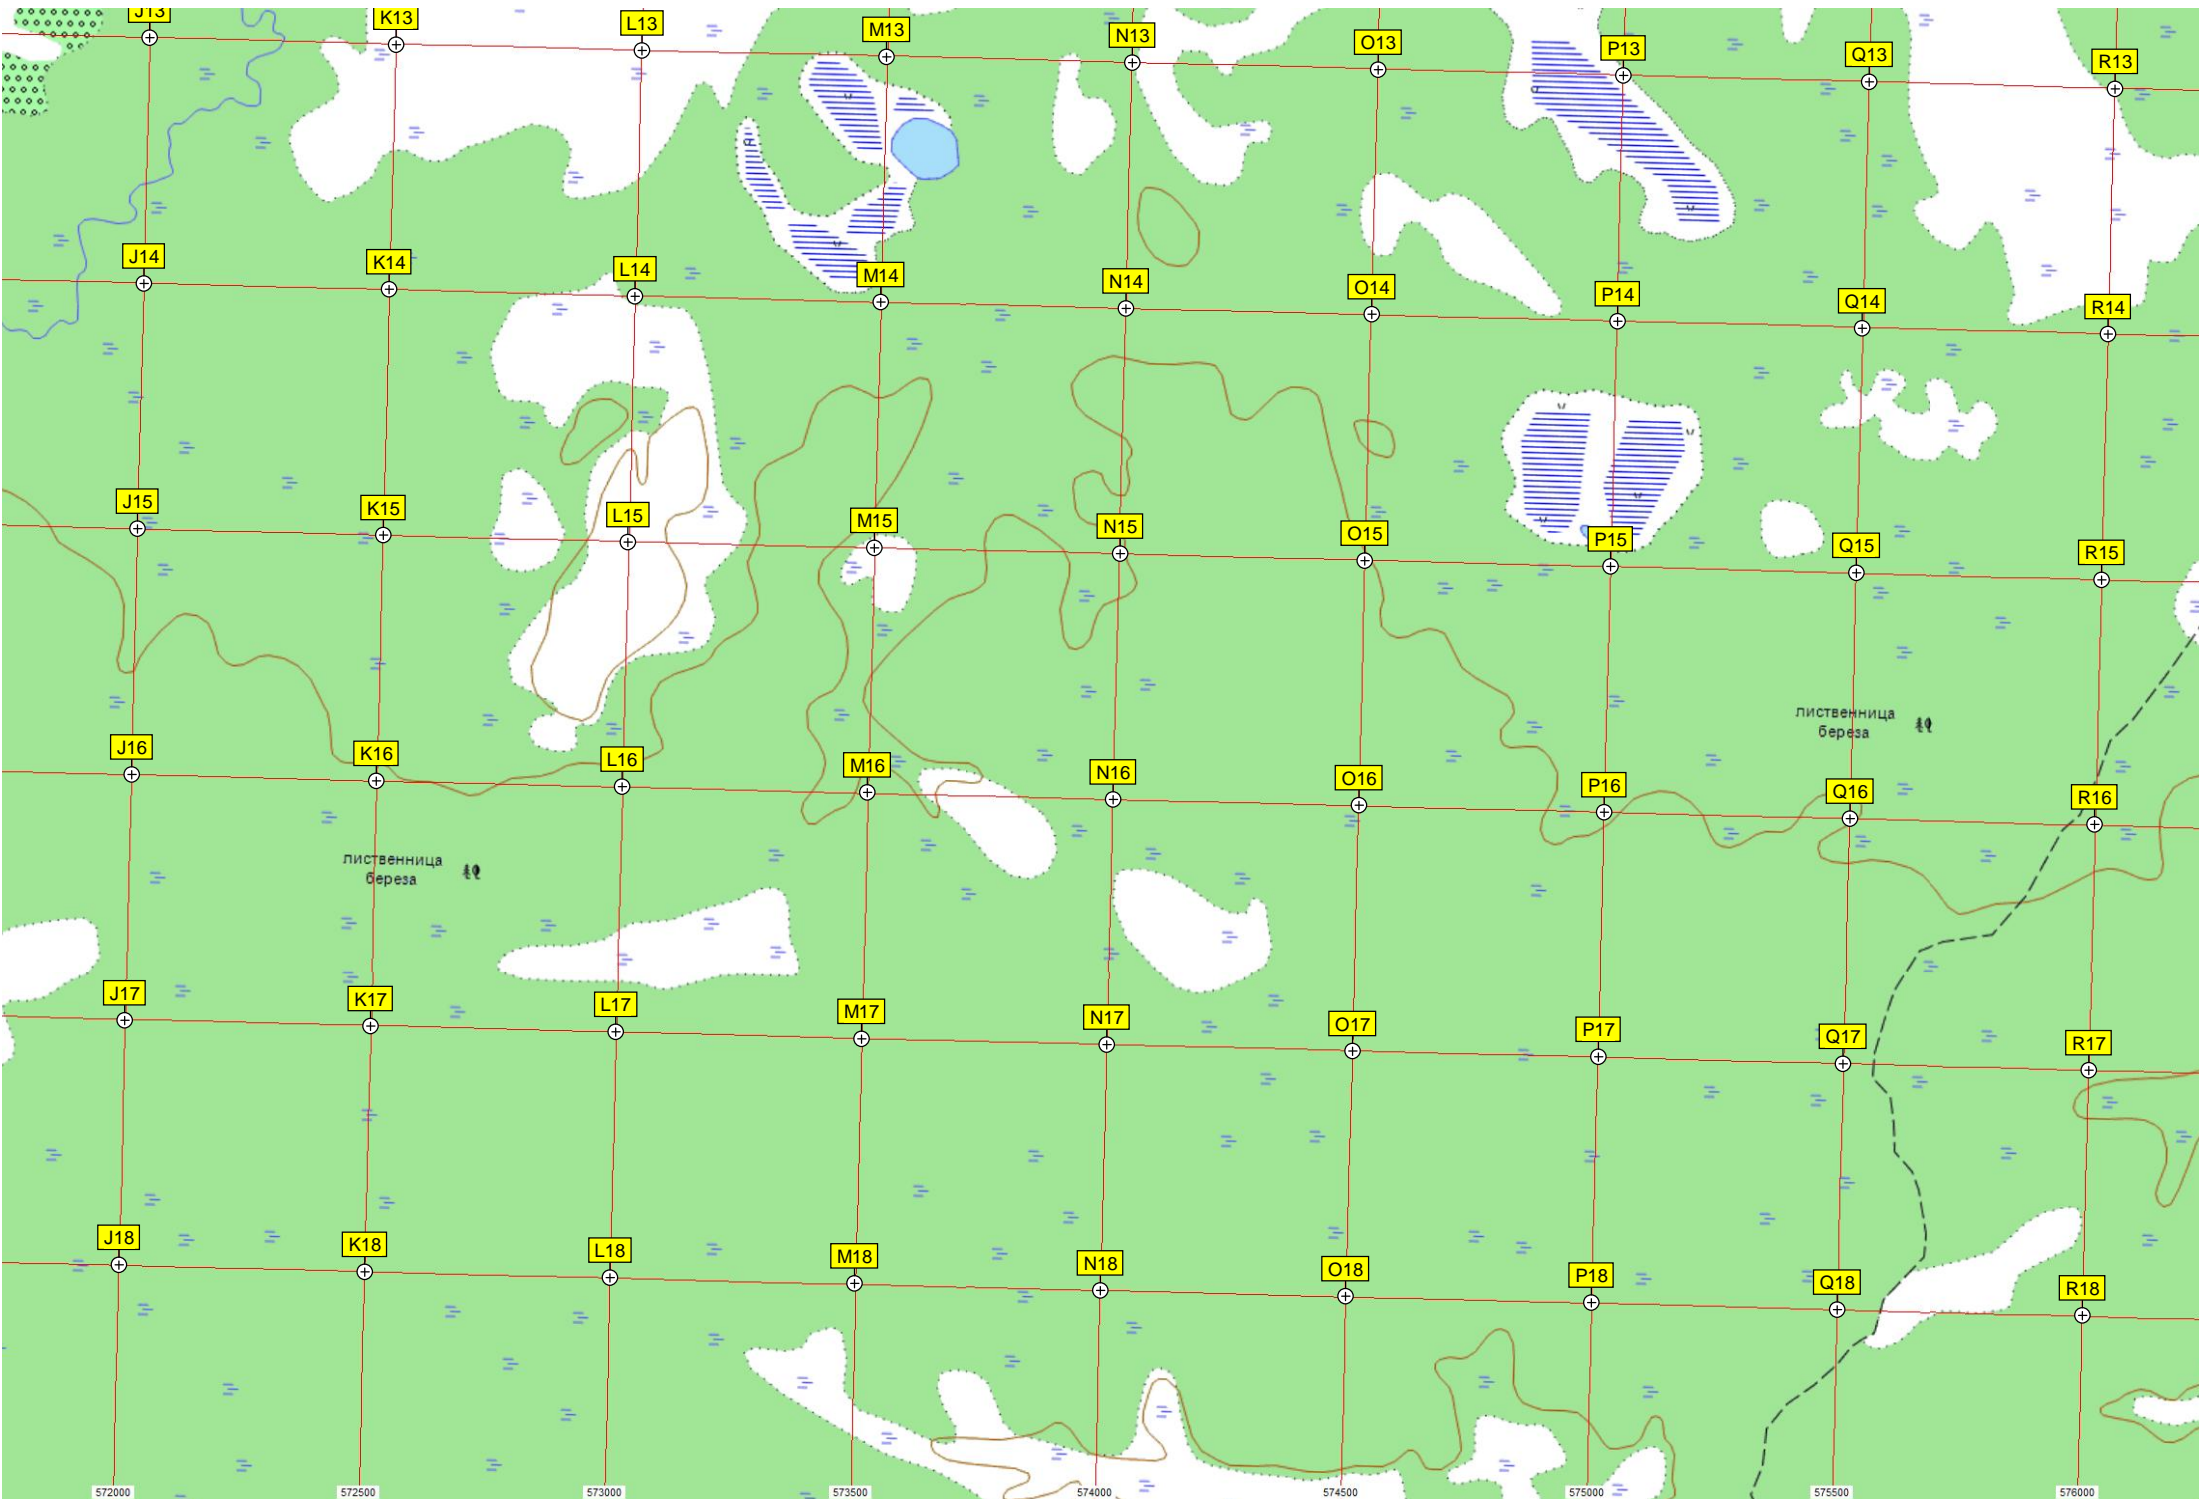 J13 K13 L13 M13 N13 O13 P13 Q13 R13
J14 K14 L14 M14 N14 O14 P14 Q14 R14
J15 K15 L15 M15 N15 O15 P15 Q15 R15
лиственница
береза
J16 K16 L16 M16 N16 O16 P16 Q16 R16
лиственница
береза
J17 K17 L17 M17 N17 O17 P17 Q17 R17
J18 K18 L18 M18 N18 O18 P18 Q18 R18
572000 572500 573000 573500 574000 574500 575000 575500 576000